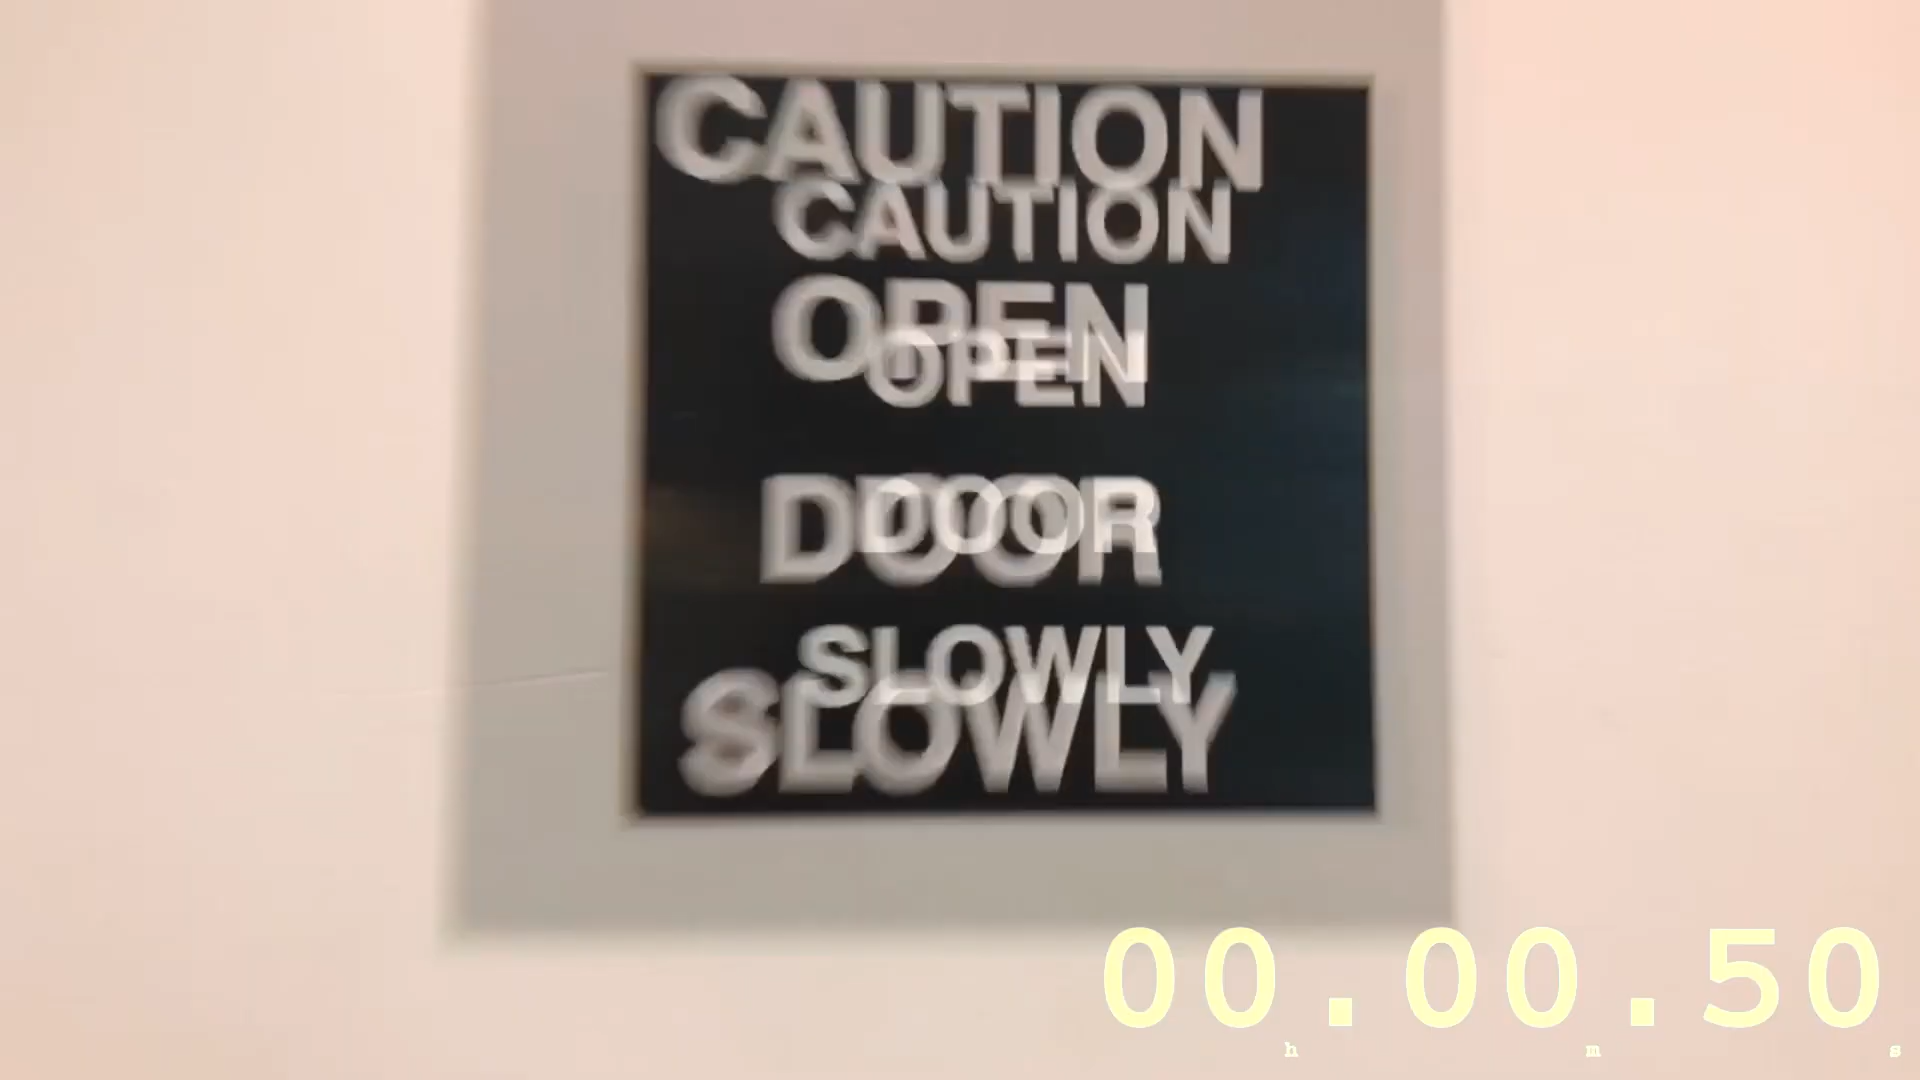 CAUTION
CAUTION
OPEN
OPEN
DOOR
DOOR
SLOWLY
SLOWLY
00.00.50
h m s